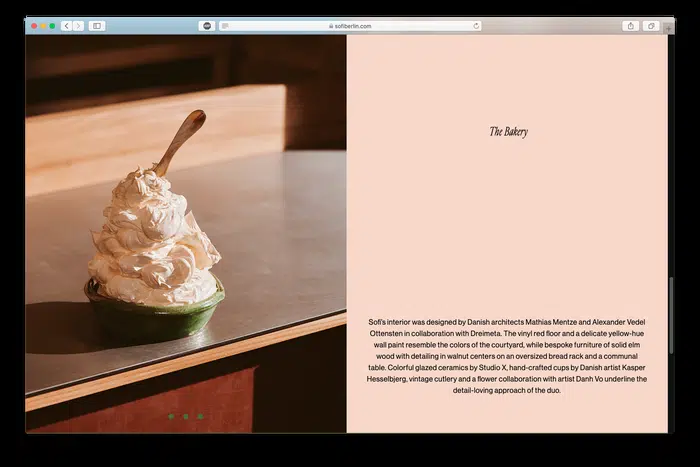 sofiberlin.com
The Bakery
Sofi's interior was designed by Danish architects Mathias Mentze and Alexander Vedel
Ottensten in collaboration with Dreimeta. The vinyl red floor and a delicate yellow-hue
wall paint resemble the colors of the courtyard, while bespoke furniture of solid elm
wood with detailing in walnut centers on an oversized bread rack and a communal
table. Colorful glazed ceramics by Studio X, hand-crafted cups by Danish artist Kasper
Hesselbjerg, vintage cutlery and a flower collaboration with artist Danh Vo underline the
detail-loving approach of the duo.